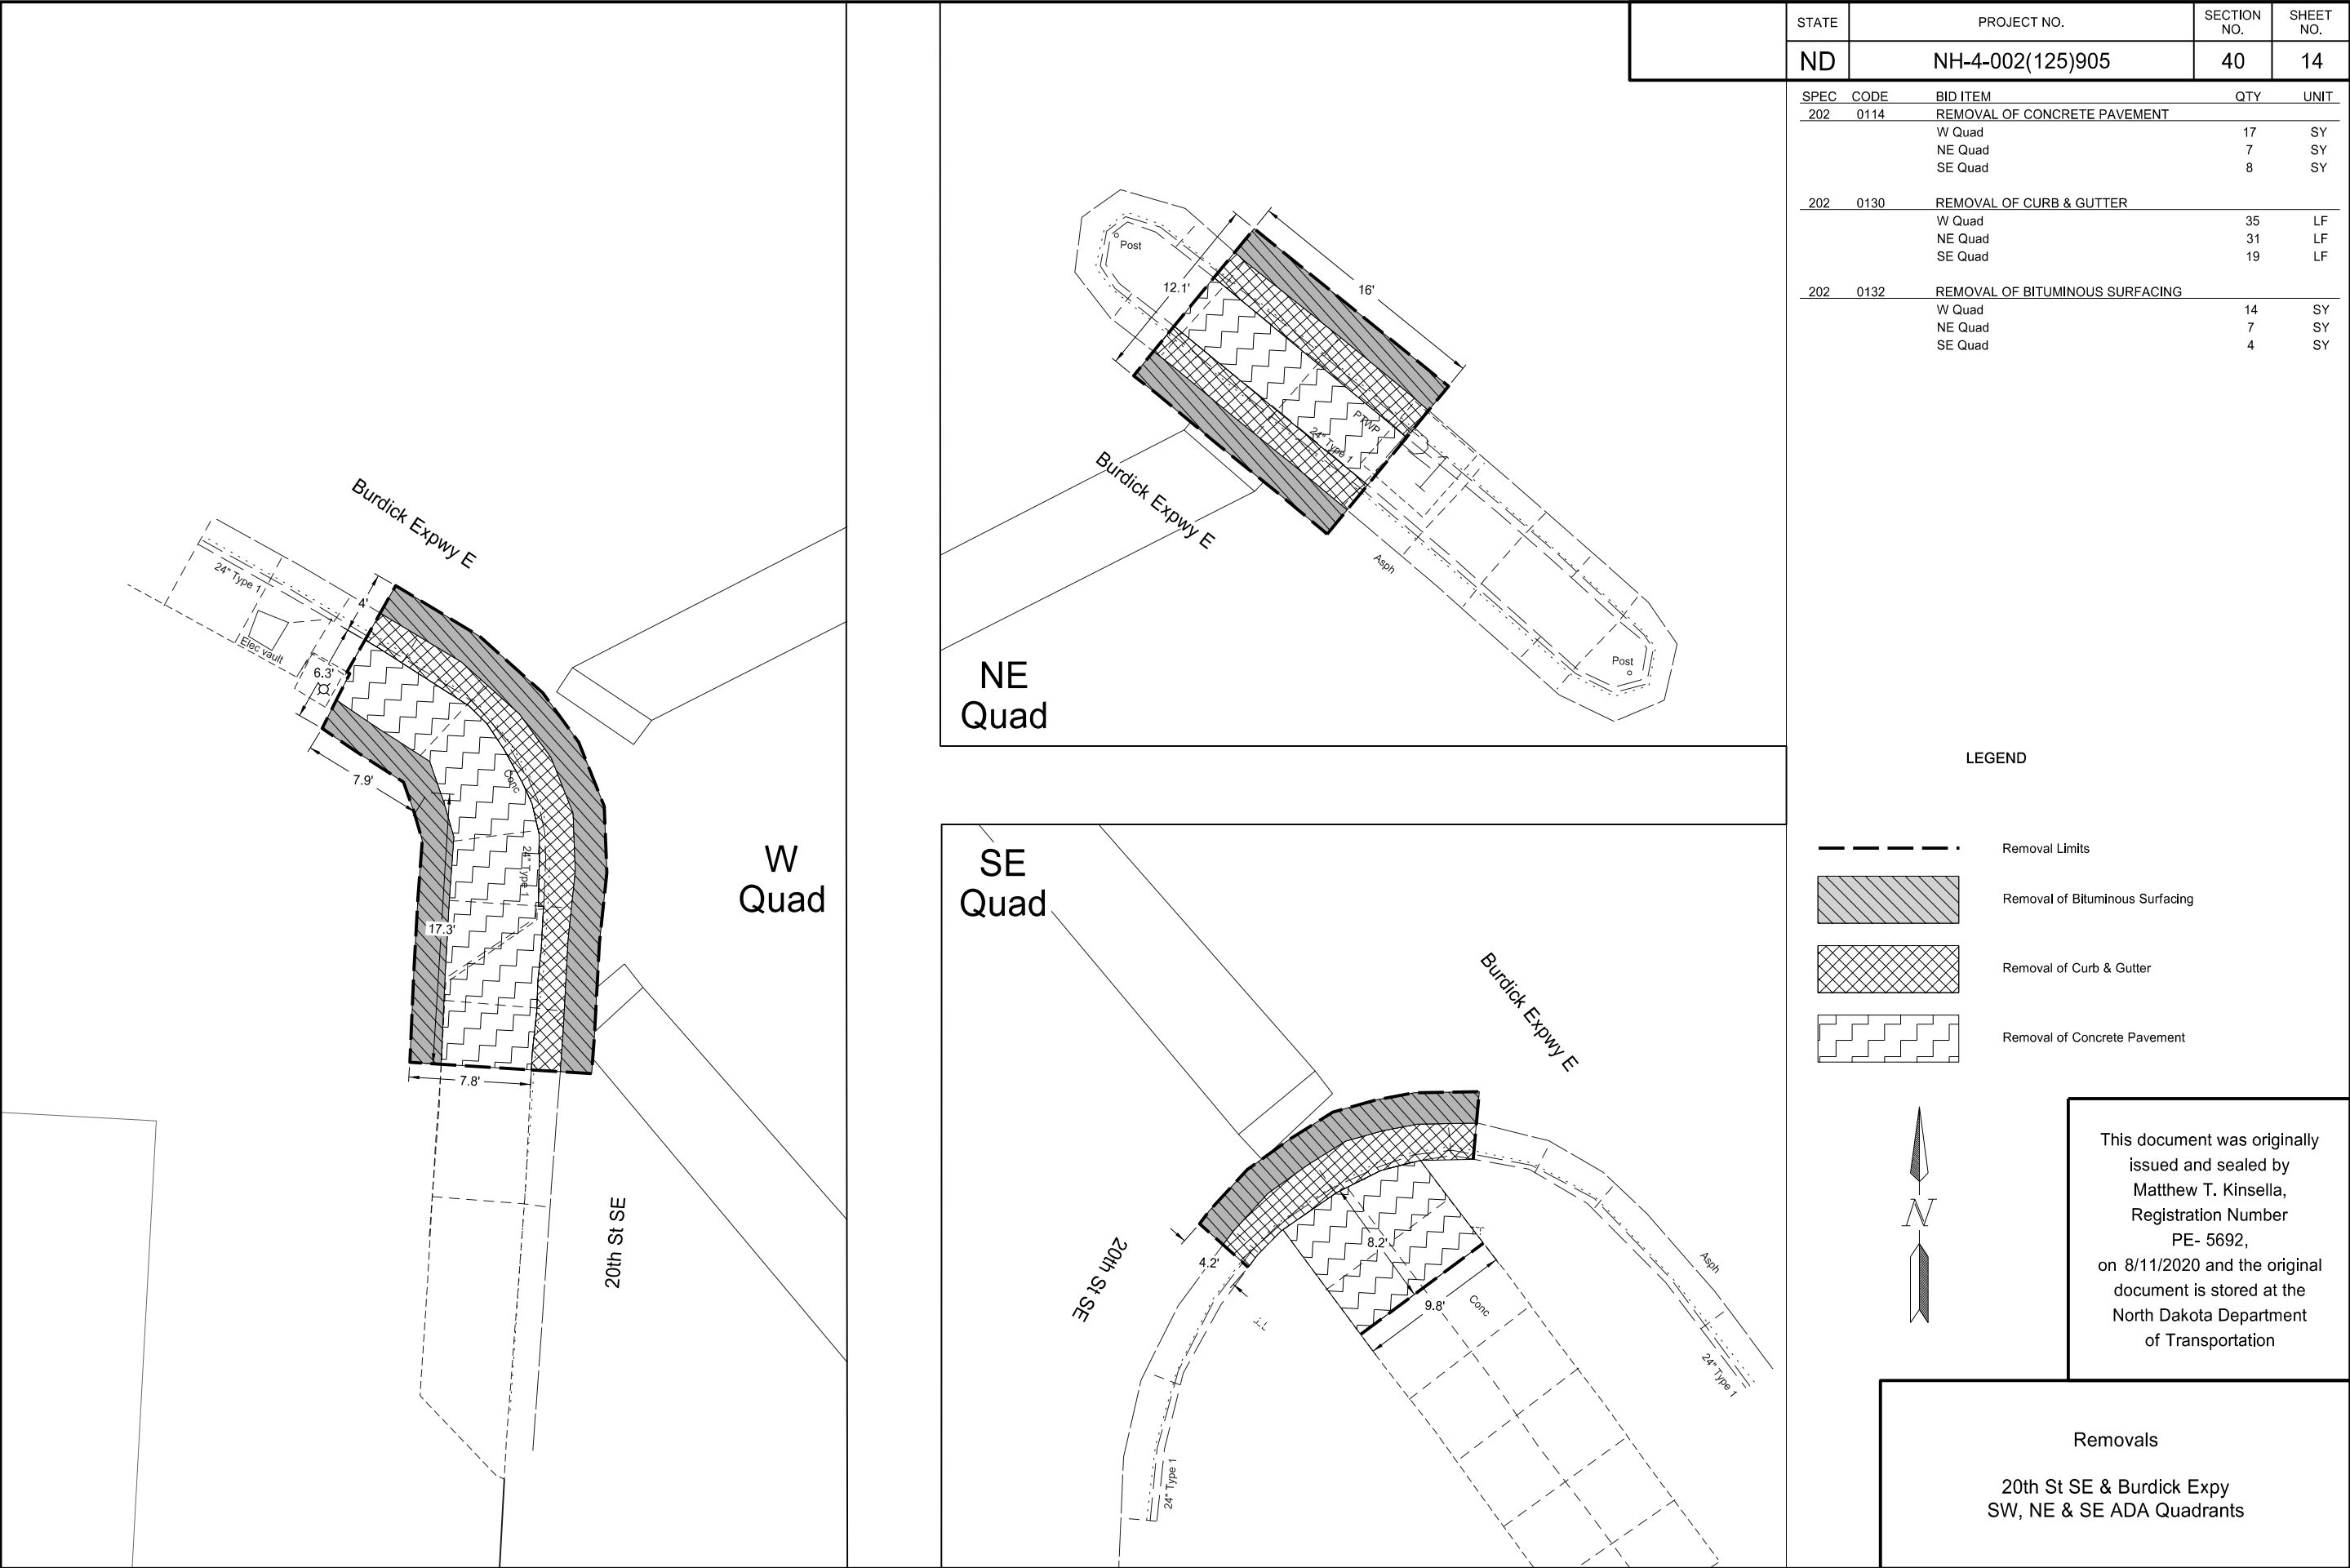 STATE PROJECT NO. SECTION NO. SHEET NO.
ND NH-4-002(125)905 40 14
SPEC CODE BID ITEM QTY UNIT
202 0114 REMOVAL OF CONCRETE PAVEMENT
W Quad 17 SY
NE Quad 7 SY
SE Quad 8 SY
202 0130 REMOVAL OF CURB & GUTTER
W Quad 35 LF
NE Quad 31 LF
SE Quad 19 LF
202 0132 REMOVAL OF BITUMINOUS SURFACING
W Quad 14 SY
NE Quad 7 SY
SE Quad 4 SY
Burdick Expwy E
24" Type 1
Elec vault
4'
6.3'
7.9'
Conc
24" Type 1
17.3'
7.8'
W
Quad
20th St SE
Post
12.1'
16'
PTWP
24" Type 1
Burdick Expwy E
Asph
Post
NE
Quad
SE
Quad
Burdick Expwy E
20th St SE
4.2'
8.2'
9.8'
Conc
Asph
24" Type 1
24" Type 1
LEGEND
Removal Limits
Removal of Bituminous Surfacing
Removal of Curb & Gutter
Removal of Concrete Pavement
N
This document was originally
issued and sealed by
Matthew T. Kinsella,
Registration Number
PE- 5692,
on 8/11/2020 and the original
document is stored at the
North Dakota Department
of Transportation
Removals
20th St SE & Burdick Expy
SW, NE & SE ADA Quadrants